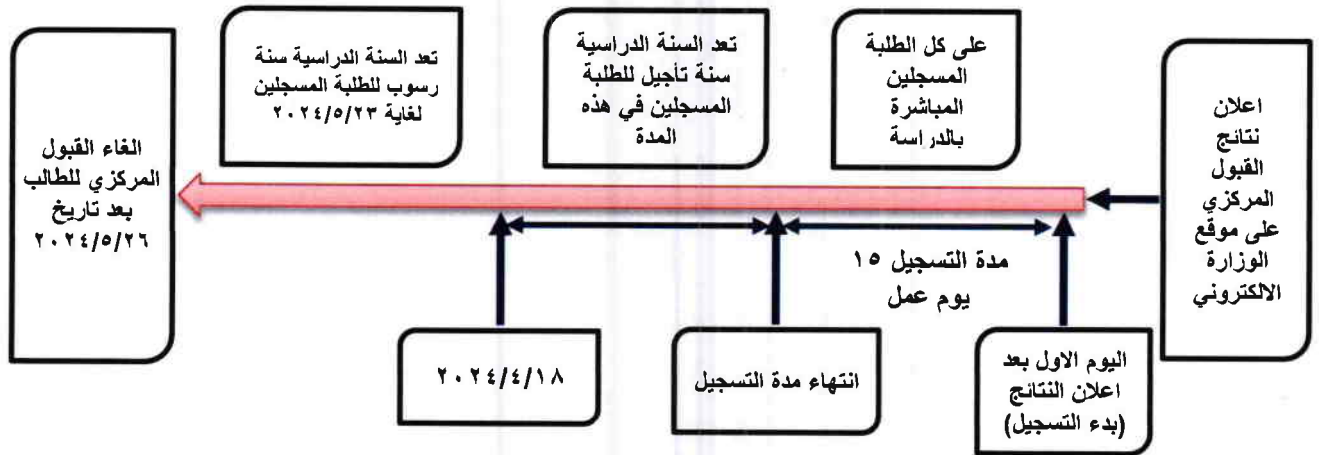 اعلان
نتائج
القبول
المركزي
على موقع
الوزارة
الالكتروني
على كل الطلبة
المسجلين
المباشرة
بالدراسة
تعد السنة الدراسية
سنة تأجيل للطلبة
المسجلين في هذه
المدة
تعد السنة الدراسية سنة
رسوب للطلبة المسجلين
لغاية ٢٠٢٤/٥/٢٣
الغاء القبول
المركزي للطالب
بعد تاريخ
٢٠٢٤/٥/٢٦
مدة التسجيل ١٥
يوم عمل
اليوم الاول بعد
اعلان النتائج
(بدء التسجيل)
انتهاء مدة التسجيل
٢٠٢٤/٤/١٨